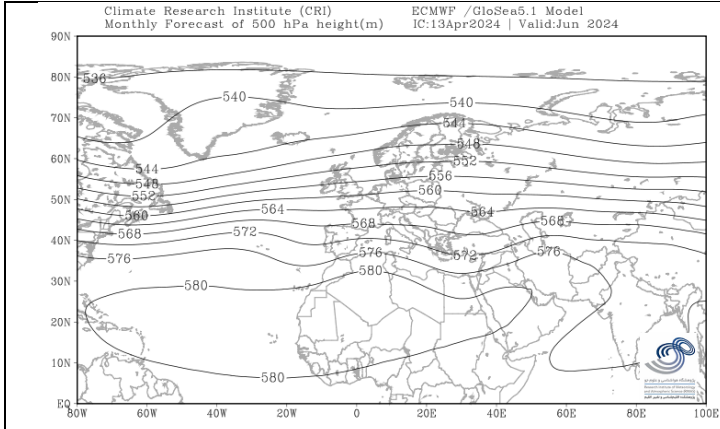 Climate Research Institute (CRI) ECMWF /GloSea5.1 Model
Monthly Forecast of 500 hPa height(m) IC:13Apr2024 | Valid:Jun 2024
90N
80N
70N
60N
50N
40N
30N
20N
10N
EQ
536
540
540
544
544
548
548
552
552
556
560
560
564
564
568
568
568
572
572
576
576
576
580
580
580
80W 60W 40W 20W 0 20E 40E 60E 80E 100E